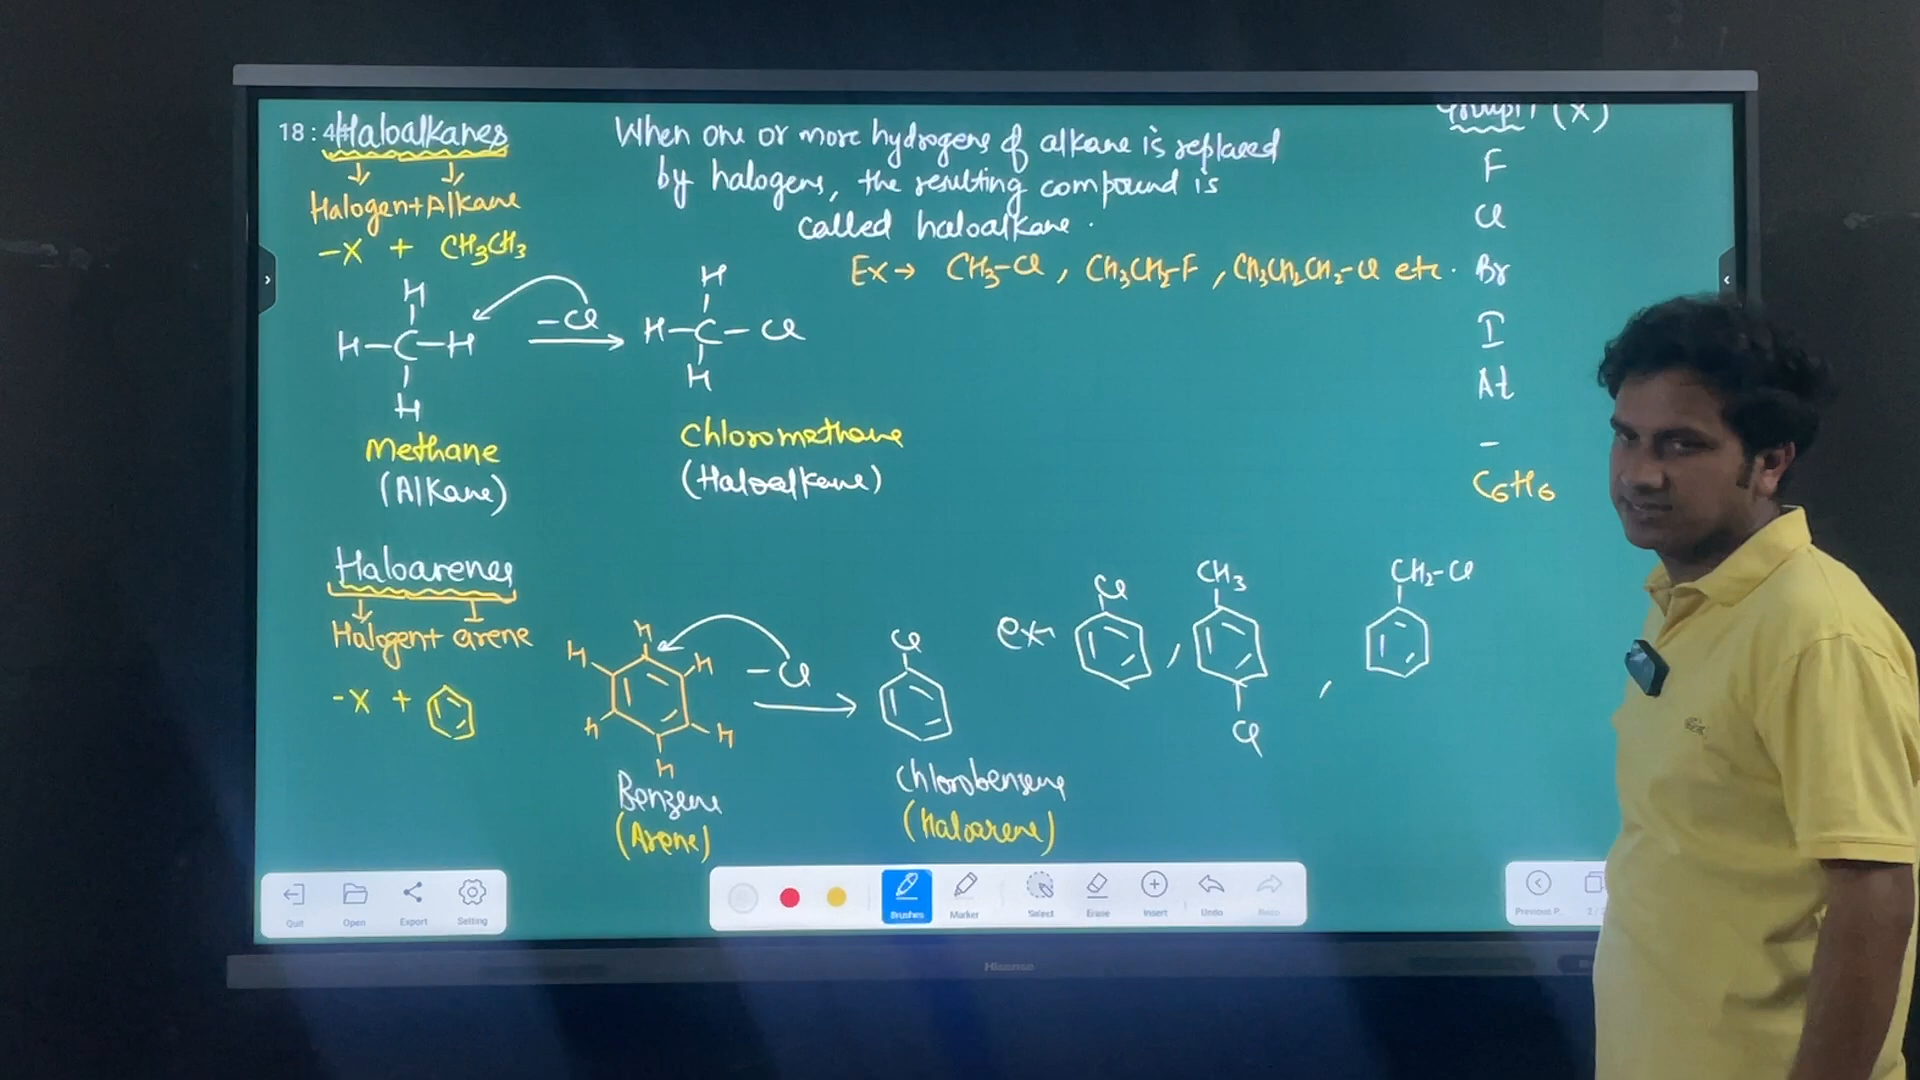 18:4
Haloalkanes
Halogen + Alkane
-X + CH3CH3
When one or more hydrogens of alkane is replaced
by halogens, the resulting compound is
called haloalkane.
Ex → CH3-Cl, CH3CH2-F, CH3CH2CH2-Cl etc.
(X)
F
Cl
Br
I
At
-
C6H6
H
H-C-H
H
-Cl
H
H-C-Cl
H
Methane
(Alkane)
Chloromethane
(Haloalkane)
Haloarenes
Halogen + arene
-X +
H
H
H
H
H
H
-Cl
Cl
Benzene
(Arene)
Chlorobenzene
(haloarene)
ex-
Cl
,
CH3
Cl
,
CH2-Cl
Quit
Open
Export
Setting
Brushes
Marker
Select
Erase
Insert
Undo
Redo
Previous P..
Hisense